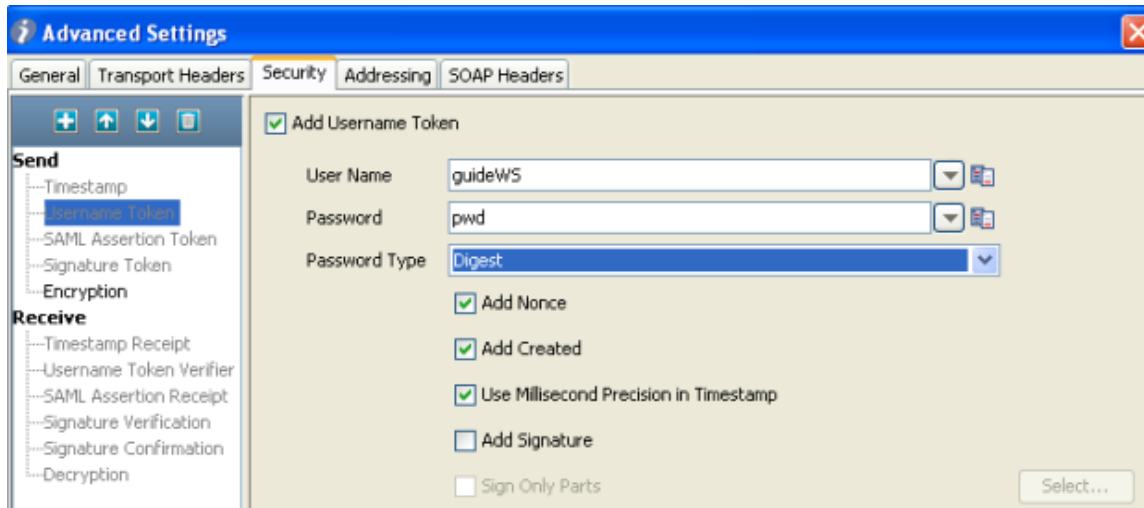 Advanced Settings
General Transport Headers Security Addressing SOAP Headers
Add Username Token
Send
Timestamp
Username Token
SAML Assertion Token
Signature Token
Encryption
Receive
Timestamp Receipt
Username Token Verifier
SAML Assertion Receipt
Signature Verification
Signature Confirmation
Decryption
User Name guideWS
Password pwd
Password Type Digest
Add Nonce
Add Created
Use Millisecond Precision in Timestamp
Add Signature
Sign Only Parts Select...